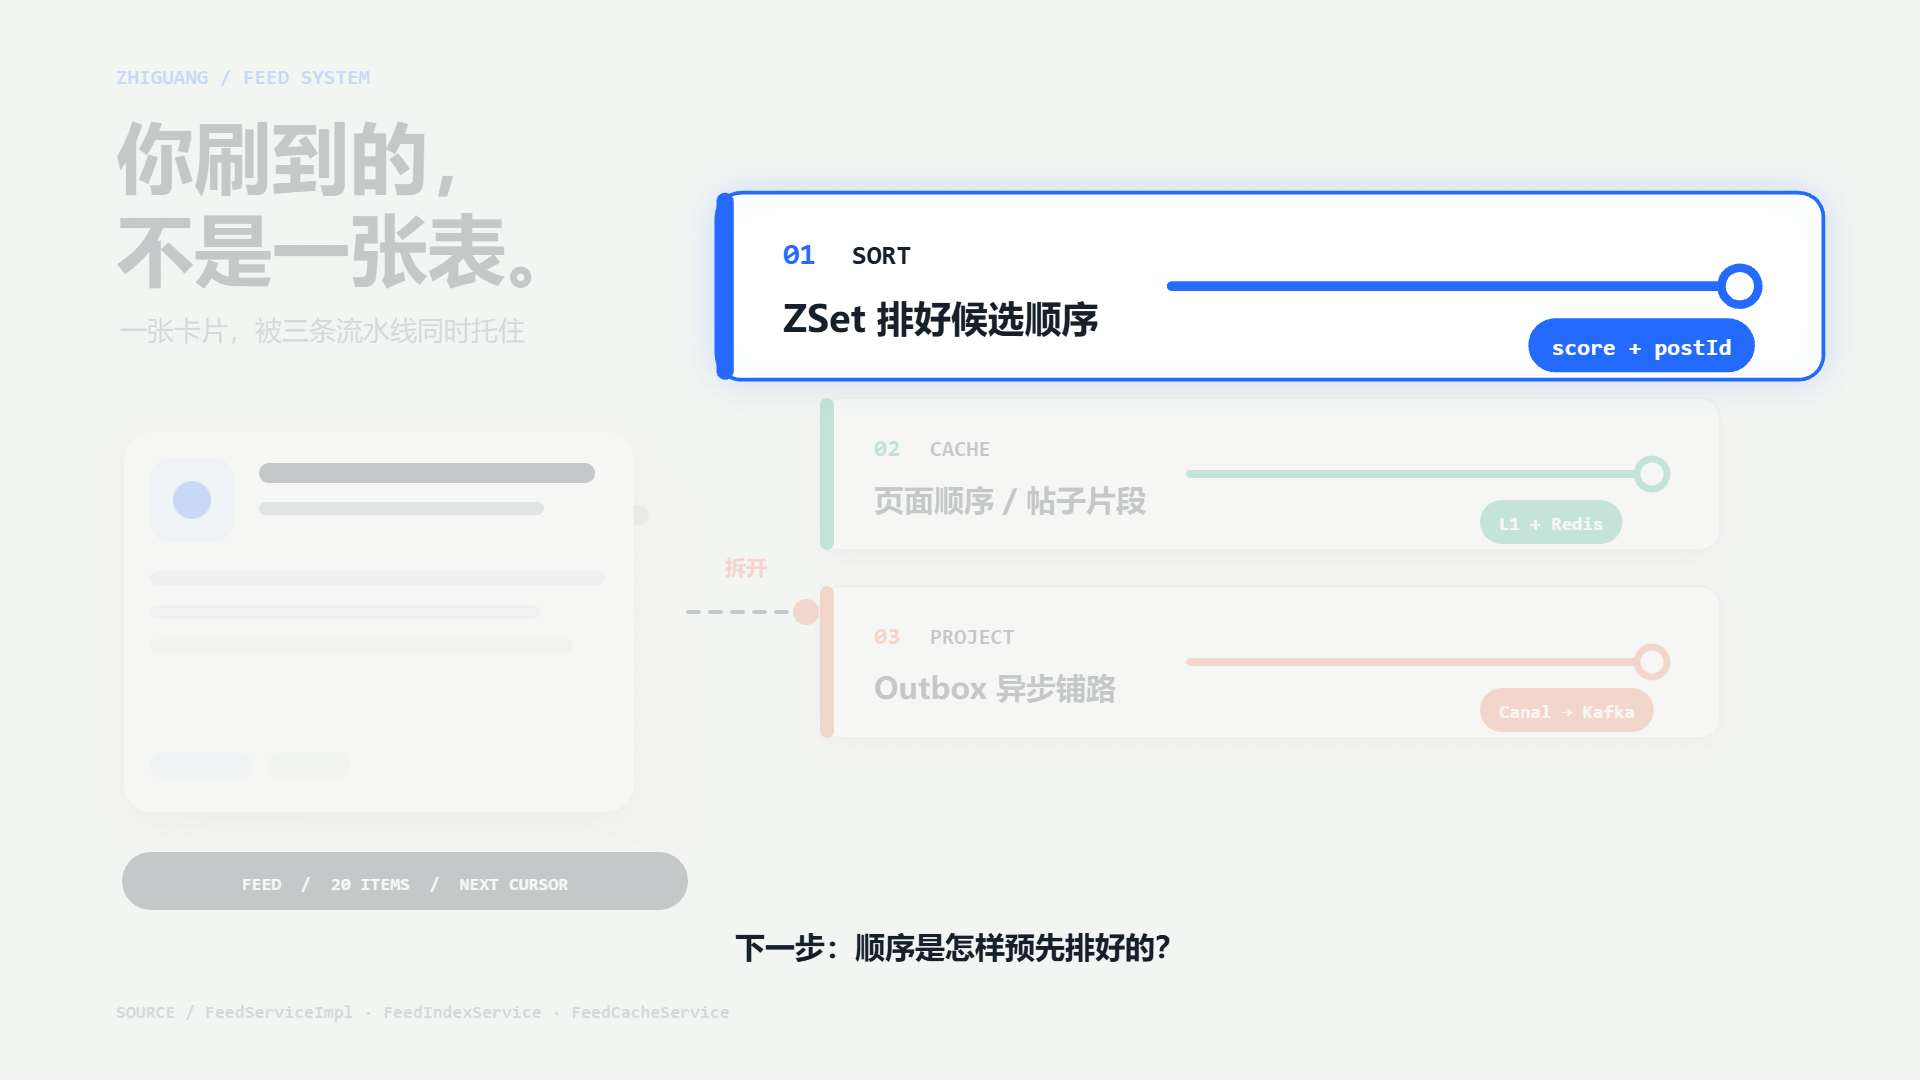 ZHIGUANG / FEED SYSTEM
你刷到的，
不是一张表。
一张卡片，被三条流水线同时托住
01 SORT
ZSet 排好候选顺序
score + postId
02 CACHE
页面顺序 / 帖子片段
L1 + Redis
拆开
03 PROJECT
Outbox 异步铺路
Canal → Kafka
FEED / 20 ITEMS / NEXT CURSOR
下一步：顺序是怎样预先排好的？
SOURCE / FeedServiceImpl · FeedIndexService · FeedCacheService